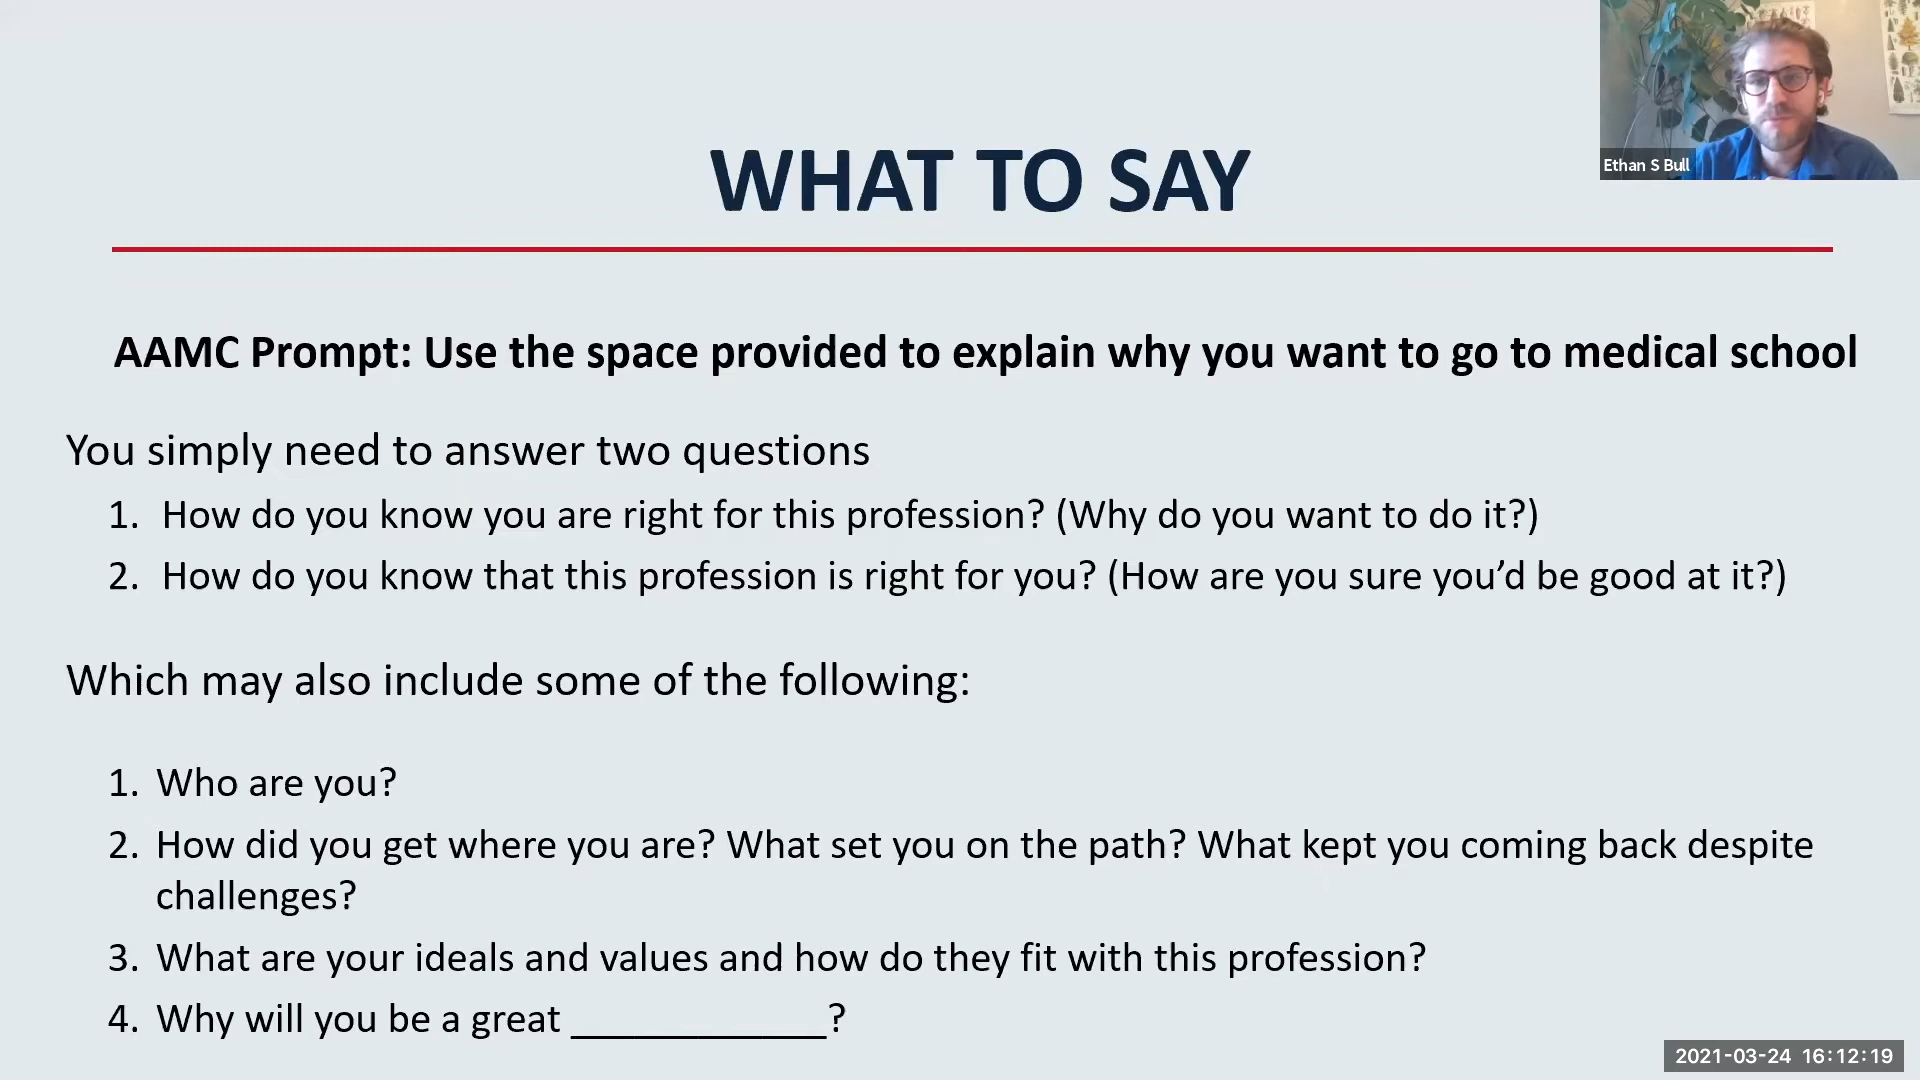 Ethan S Bull
WHAT TO SAY
AAMC Prompt: Use the space provided to explain why you want to go to medical school
You simply need to answer two questions
1. How do you know you are right for this profession? (Why do you want to do it?)
2. How do you know that this profession is right for you? (How are you sure you’d be good at it?)
Which may also include some of the following:
1. Who are you?
2. How did you get where you are? What set you on the path? What kept you coming back despite
challenges?
3. What are your ideals and values and how do they fit with this profession?
4. Why will you be a great ____________?
2021-03-24 16:12:19